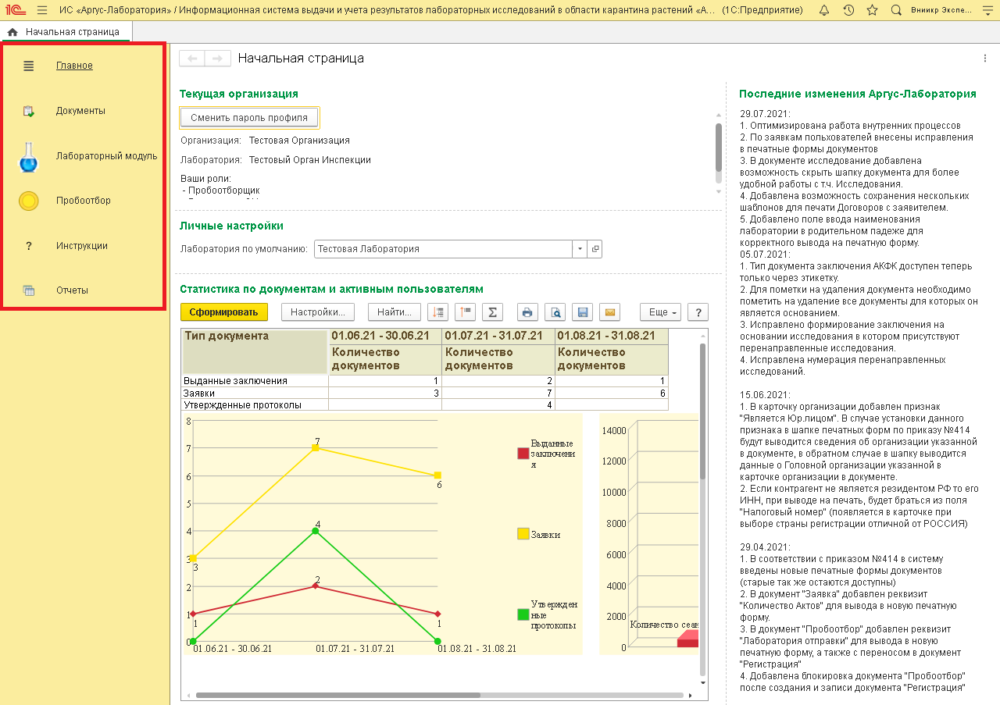 ИС «Аргус-Лаборатория» / Информационная система выдачи и учета результатов лабораторных исследований в области карантина растений «А... (1С:Предприятие)
Вниикр Экспе...
Начальная страница
Главное
Документы
Лабораторный модуль
Пробоотбор
? Инструкции
Отчеты
Начальная страница
Текущая организация
Сменить пароль профиля
Организация: Тестовая Организация
Лаборатория: Тестовый Орган Инспекции
Ваши роли:
- Пробоотборщик
Личные настройки
Лаборатория по умолчанию: Тестовая Лаборатория
Статистика по документам и активным пользователям
Сформировать Настройки... Найти... Σ Еще ?
Тип документа 01.06.21 - 30.06.21 01.07.21 - 31.07.21 01.08.21 - 31.08.21
Количество документов Количество документов Количество документов
Выданные заключения 1 2 1
Заявки 3 7 6
Утвержденные протоколы 4
8
7
6
5
4
3
2
1
0
7
3
6
4
2
1
1
01.06.21 - 30.06.21 01.07.21 - 31.07.21 01.08.21 - 31.08.21
Выданные
заключени
я
Заявки
Утвержден
ные
протоколы
14000
12000
10000
8000
6000
4000
2000
0
Количество сеан
Последние изменения Аргус-Лаборатория
29.07.2021:
1. Оптимизирована работа внутренних процессов
2. По заявкам польхователей внесены исправления
в печатные формы документов
3. В документе исследование добавлена
возможность скрыть шапку документа для более
удобной работы с т.ч. Исследования.
4. Добавлена возможность сохранения нескольких
шаблонов для печати Договоров с заявителем.
5. Добавлено поле ввода наименования
лаборатории в родительном падеже для
корректного вывода на печатную форму.
05.07.2021:
1. Тип документа заключения АКФК доступен теперь
только через этикетку.
2. Для пометки на удаления документа необходимо
пометить на удаление все документы для которых он
является основанием.
3. Исправлено формирование заключения на
основании исследования в котором присутствуют
перенаправленные исследования.
4. Исправлена нумерация перенаправленных
исследований.
15.06.2021:
1. В карточку организации добавлен признак
"Является Юр.лицом". В случае установки данного
признака в шапке печатных форм по приказу №414
будут выводится сведения об организации указанной
в документе, в обратном случае в шапку выводится
данные о Головной организации указанной в
карточке организации в документе.
2. Если контрагент не является резидентом РФ то его
ИНН, при выводе на печать, будет браться из поля
"Налоговый номер" (появляется в карточке при
выборе страны регистрации отличной от РОССИЯ)
29.04.2021:
1. В соответствии с приказом №414 в систему
введены новые печатные формы документов
(старые так же остаются доступны)
2. В документ "Заявка" добавлен реквизит
"Количество Актов" для вывода в новую печатную
форму.
3. В документ "Пробоотбор" добавлен реквизит
"Лаборатория отправки" для вывода в новую
печатную форму, а также с переносом в документ
"Регистрация"
4. Добавлена блокировка документа "Пробоотбор"
после создания и записи документа "Регистрация"